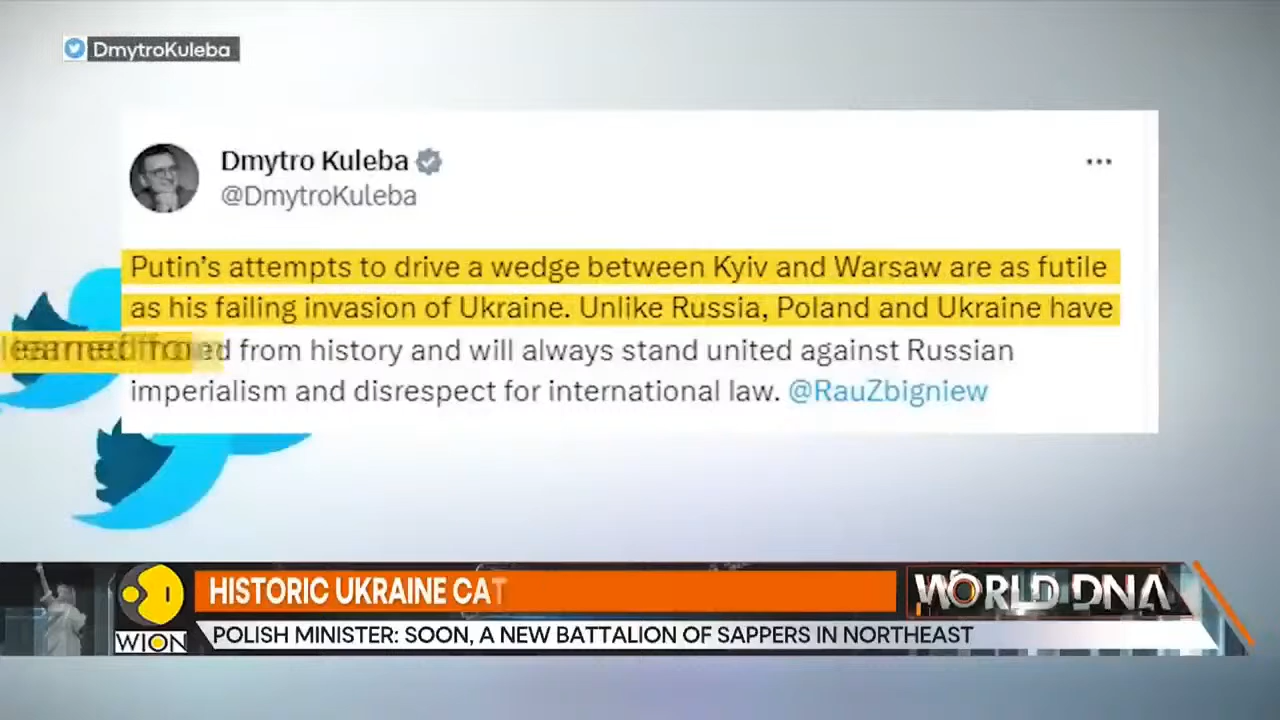 DmytroKuleba
Dmytro Kuleba
@DmytroKuleba
Putin's attempts to drive a wedge between Kyiv and Warsaw are as futile
as his failing invasion of Ukraine. Unlike Russia, Poland and Ukraine have
learned from history and will always stand united against Russian
imperialism and disrespect for international law. @RauZbigniew
HISTORIC UKRAINE CAT
WORLD DNA
WION
POLISH MINISTER: SOON, A NEW BATTALION OF SAPPERS IN NORTHEAST